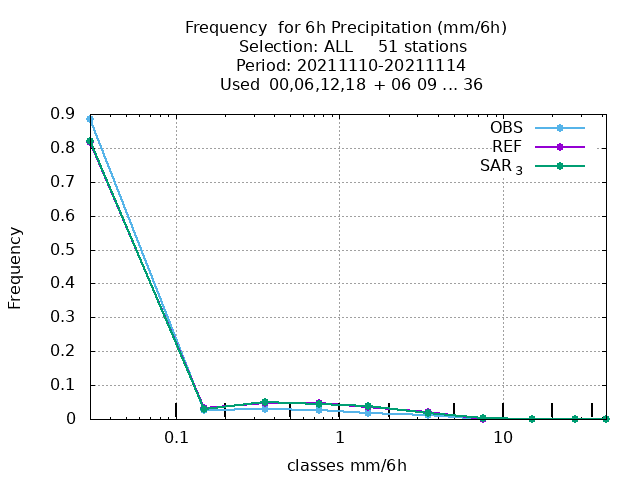 Frequency  for 6h Precipitation (mm/6h)
Selection: ALL     51 stations
Period: 20211110-20211114
Used  00,06,12,18  + 06 09 ... 36
OBS
REF
SAR 3
0.9
0.8
0.7
0.6
0.5
0.4
0.3
0.2
0.1
0
Frequency
0.1
1
10
classes mm/6h